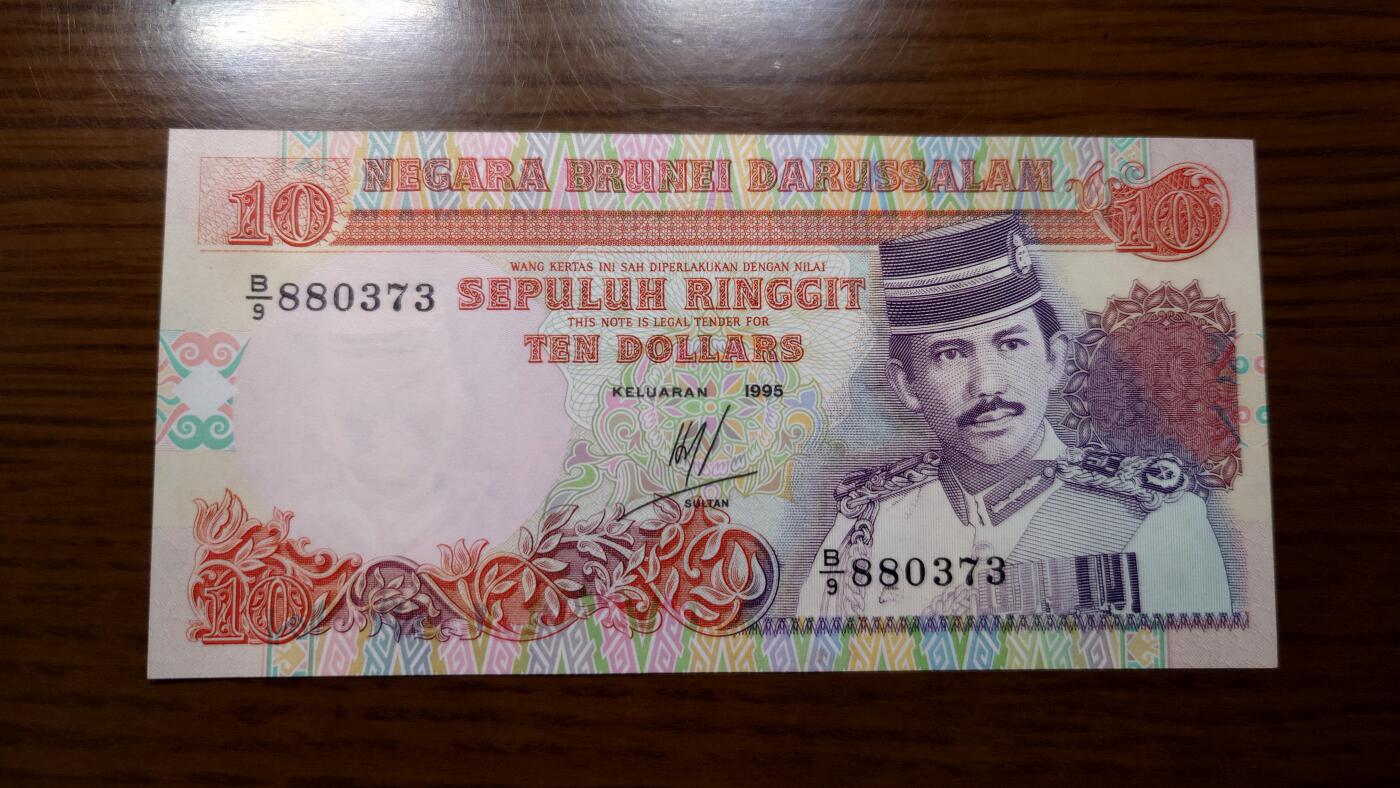 NEGARA BRUNEI DARUSSALAM
10 10
WANG KERTAS INI SAH DIPERLAKUKAN DENGAN NILAI
B/9 880373
SEPULUH RINGGIT
THIS NOTE IS LEGAL TENDER FOR
TEN DOLLARS
KELUARAN 1995
SULTAN
B/9 880373
10